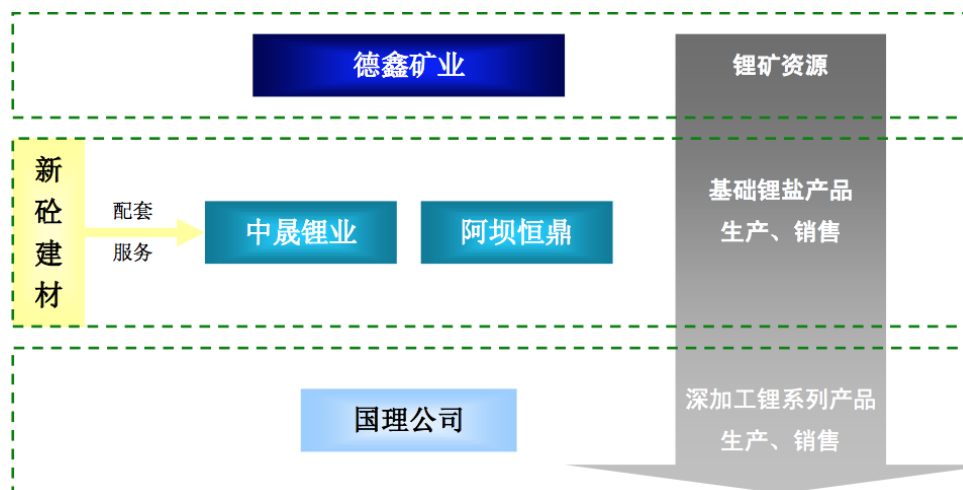 德鑫矿业
锂矿资源
新砼建材
配套
服务
中晟锂业
阿坝恒鼎
基础锂盐产品
生产、销售
国理公司
深加工锂系列产品
生产、销售